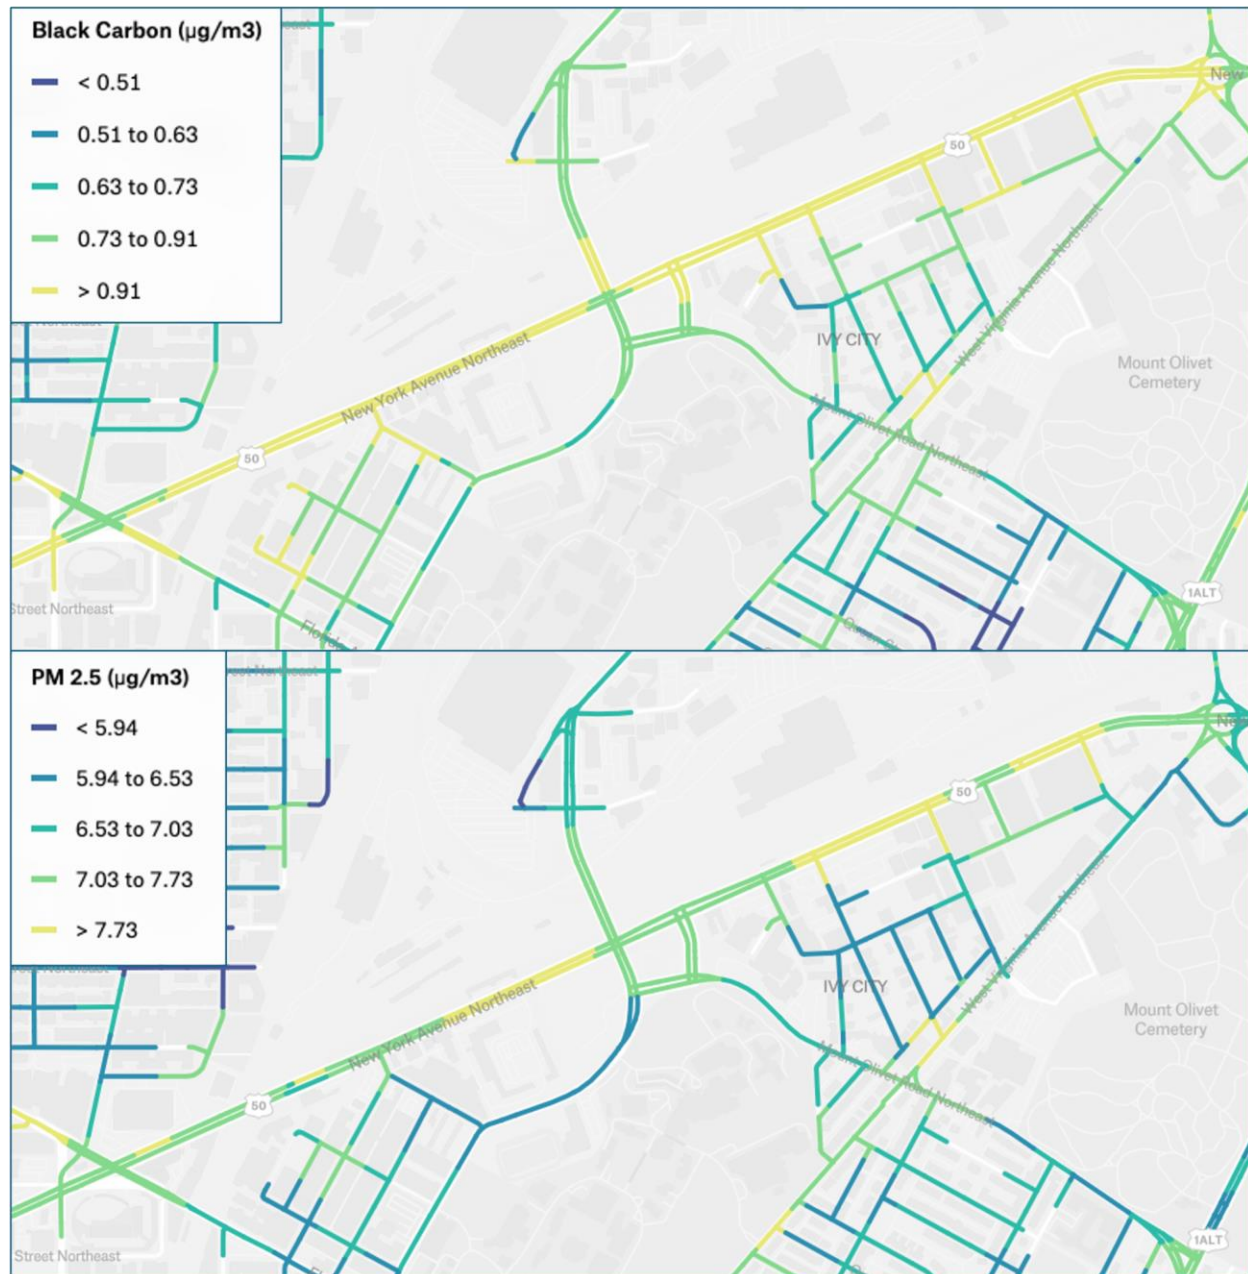 Black Carbon (µg/m3)
< 0.51
0.51 to 0.63
0.63 to 0.73
0.73 to 0.91
> 0.91
New
50
West Virginia Avenue Northeast
IVY CITY
Mount Olivet
Cemetery
New York Avenue Northeast
Mount Olivet Road Northeast
50
1ALT
Street Northeast
PM 2.5 (µg/m3)
< 5.94
5.94 to 6.53
6.53 to 7.03
7.03 to 7.73
> 7.73
50
West Virginia Avenue Northeast
IVY CITY
Mount Olivet
Cemetery
New York Avenue Northeast
Mount Olivet Road Northeast
50
1ALT
Street Northeast